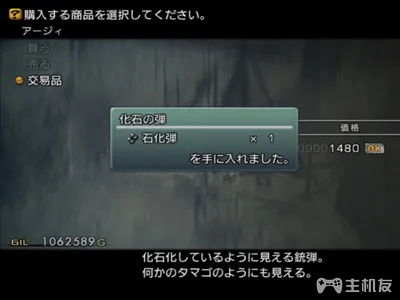 購入する商品を選択してください。
アージィ
買う
売る
交易品
化石の弾
石化弾 × 1
を手に入れました。
価格
00001480 OK
GIL 1062589G
化石化しているように見える銃弾。
何かのタマゴのようにも見える。
主机友